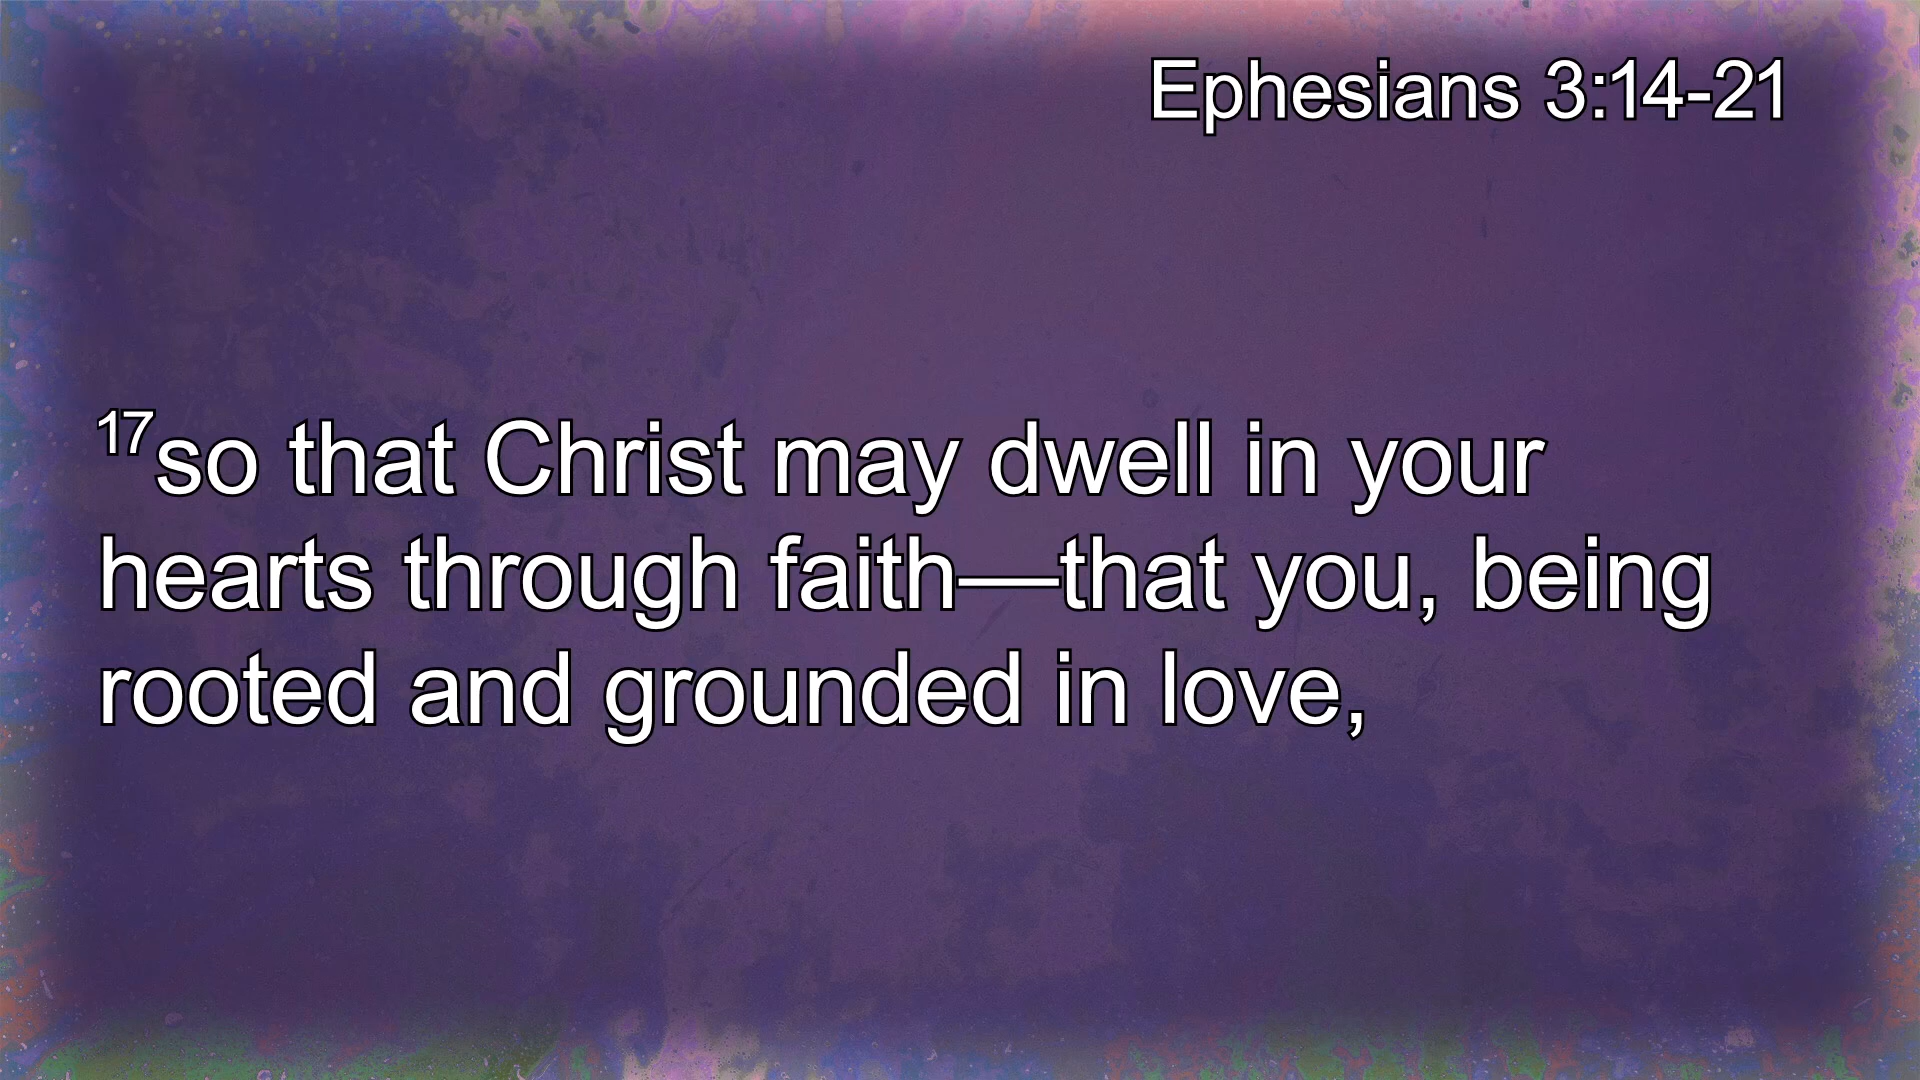 Ephesians 3:14-21
17so that Christ may dwell in your
hearts through faith—that you, being
rooted and grounded in love,